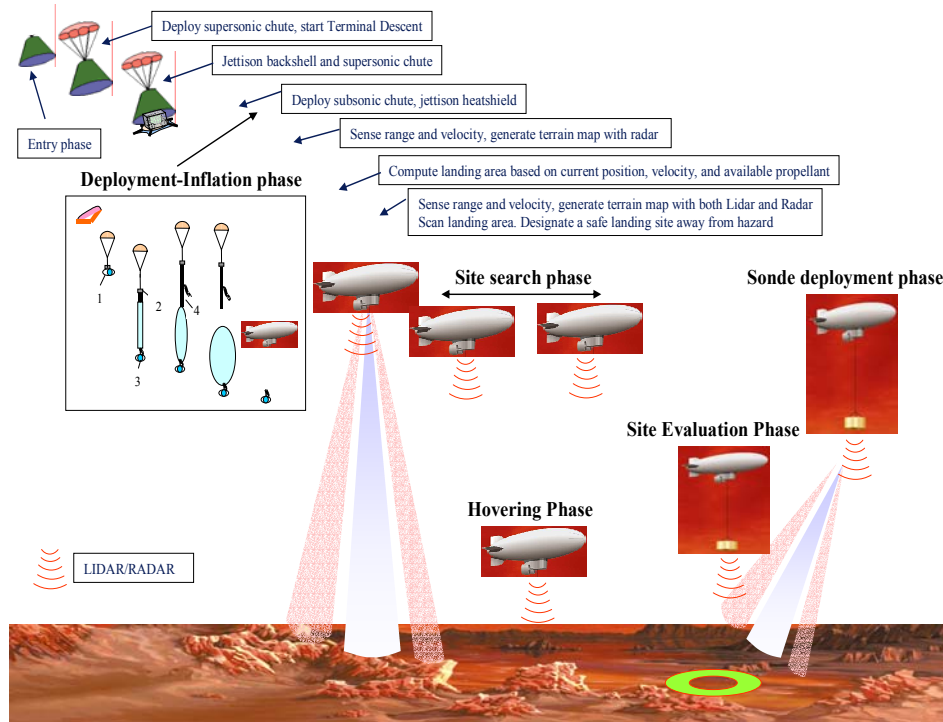 Deploy supersonic chute, start Terminal Descent
Jettison backshell and supersonic chute
Deploy subsonic chute, jettison heatshield
Entry phase
Sense range and velocity, generate terrain map with radar
Deployment-Inflation phase
Compute landing area based on current position, velocity, and available propellant
Sense range and velocity, generate terrain map with both Lidar and Radar
Scan landing area. Designate a safe landing site away from hazard
1
2
3
4
Site search phase
Sonde deployment phase
Site Evaluation Phase
Hovering Phase
LIDAR/RADAR